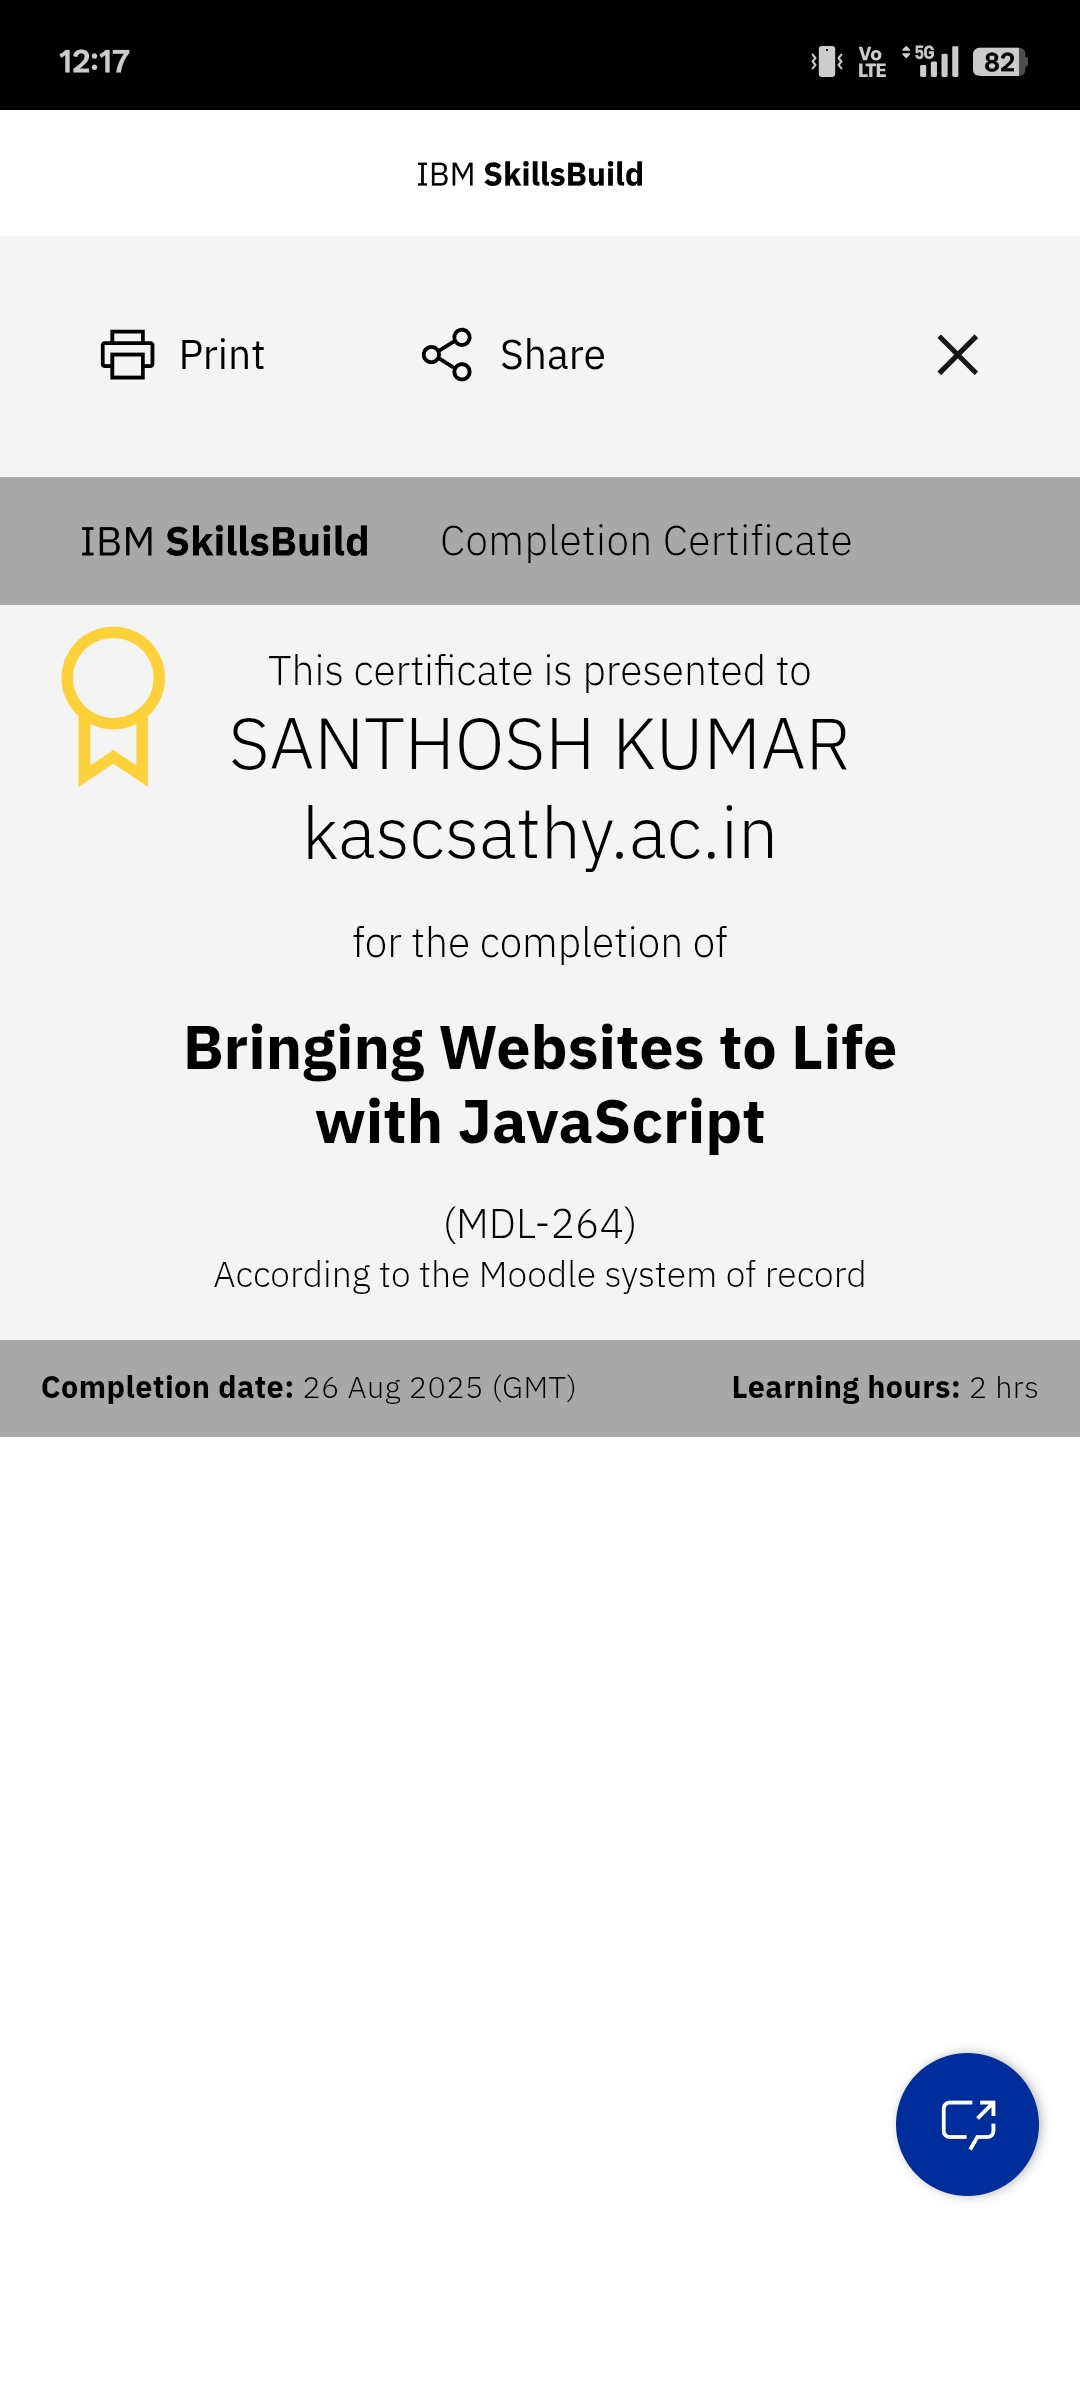 12:17
Vo LTE 5G 82
IBM SkillsBuild
Print Share
IBM SkillsBuild Completion Certificate
This certificate is presented to
SANTHOSH KUMAR
kascsathy.ac.in
for the completion of
Bringing Websites to Life
with JavaScript
(MDL-264)
According to the Moodle system of record
Completion date: 26 Aug 2025 (GMT) Learning hours: 2 hrs